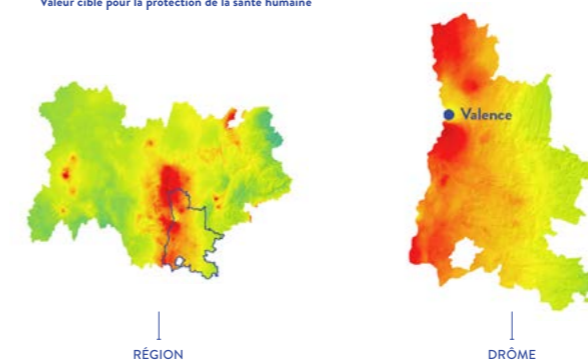 Valeur cible pour la protection de la santé humaine
Valence
RÉGION
DRÔME